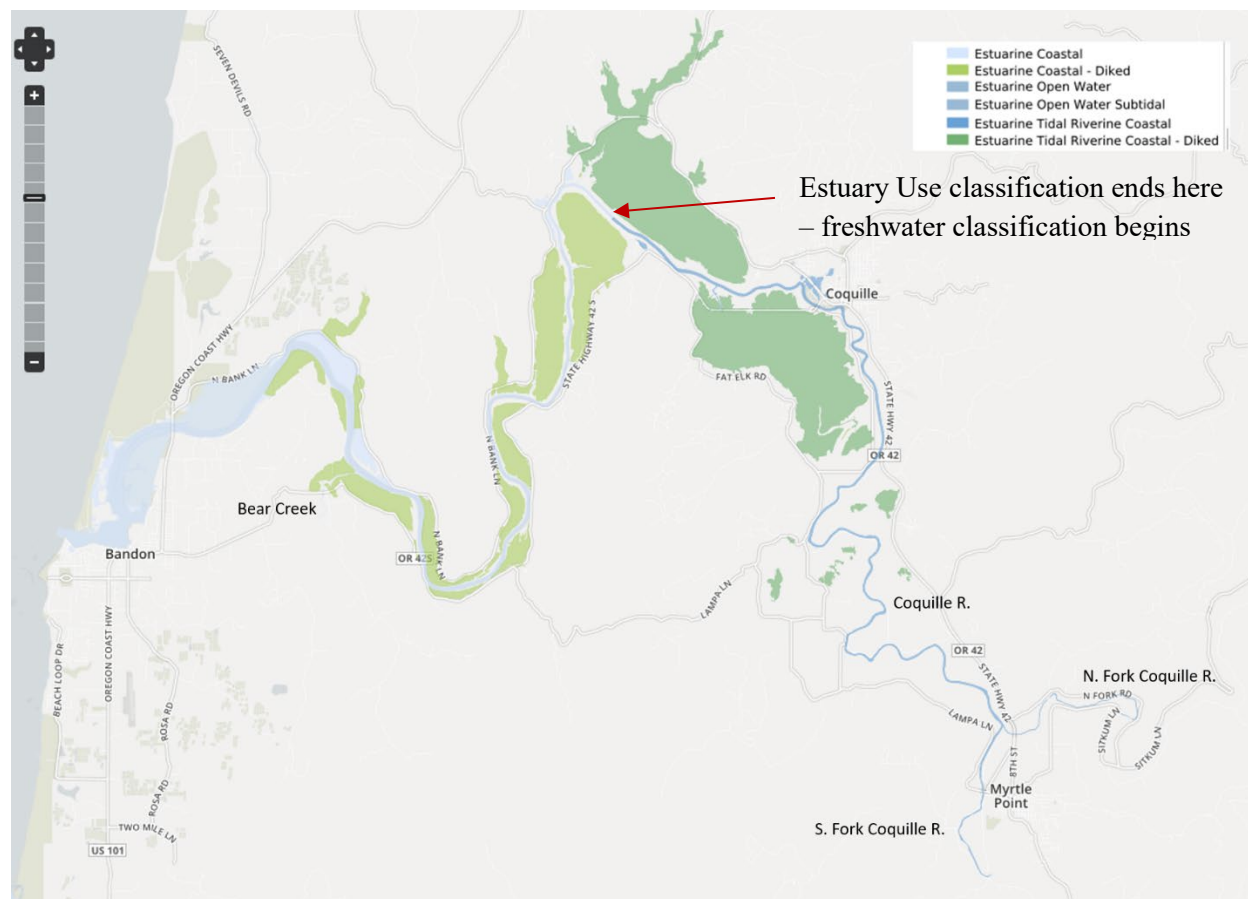 Estuarine Coastal
Estuarine Coastal - Diked
Estuarine Open Water
Estuarine Open Water Subtidal
Estuarine Tidal Riverine Coastal
Estuarine Tidal Riverine Coastal - Diked
SEVEN DEVILS RD
Estuary Use classification ends here
– freshwater classification begins
Coquille
OREGON COAST HWY
N BANK LN
STATE HIGHWAY 42 S
FAT ELK RD
STATE HWY 42
OR 42
N BANK LN
Bear Creek
Bandon
OR 42S
N BANK LN
LAMPA LN
Coquille R.
OR 42
BEACH LOOP DR
OREGON COAST HWY
ROSA RD
STATE HWY 42
N. Fork Coquille R.
N FORK RD
LAMPA LN
SITKUM LN
SITKUM LN
8TH ST
Myrtle
Point
ROSA RD
TWO MILE LN
US 101
S. Fork Coquille R.
+
−